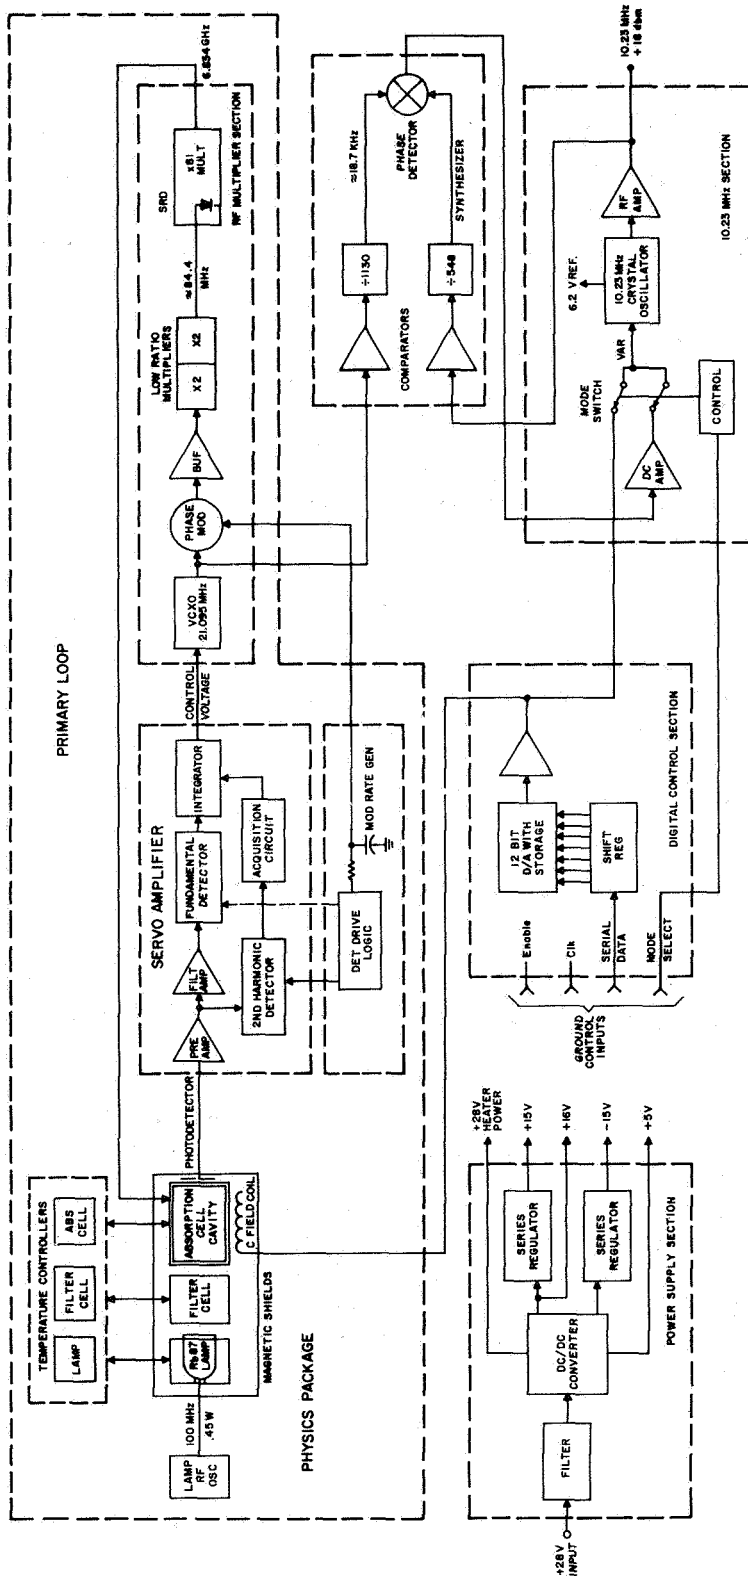 PRIMARY LOOP
TEMPERATURE CONTROLLERS
LAMP
FILTER
CELL
ABS
CELL
LAMP
RF
OSC
100 MHz
.45 W
Rb87
LAMP
FILTER CELL
ABSORPTION
CELL
CAVITY
C FIELD COIL
MAGNETIC SHIELDS
PHYSICS PACKAGE
PHOTODETECTOR
SERVO AMPLIFIER
PRE
AMP
FILT
AMP
FUNDAMENTAL
DETECTOR
INTEGRATOR
2ND HARMONIC
DETECTOR
ACQUISITION
CIRCUIT
DET DRIVE
LOGIC
MOD RATE GEN
CONTROL
VOLTAGE
VCXO
21.095 MHz
PHASE
MOD
BUF
LOW RATIO
MULTIPLIERS
X2
X2
≈84.4
MHz
SRD
X81
MULT
RF MULTIPLIER SECTION
6.834 GHz
COMPARATORS
÷1130
≈18.7 KHz
÷548
SYNTHESIZER
PHASE
DETECTOR
+28V
INPUT
FILTER
DC/DC
CONVERTER
SERIES
REGULATOR
SERIES
REGULATOR
+28V
HEATER
POWER
+15V
+16V
-15V
+5V
POWER SUPPLY SECTION
GROUND
CONTROL
INPUTS
Enable
Clk
SERIAL
DATA
MODE
SELECT
12 BIT
D/A WITH
STORAGE
SHIFT
REG
DIGITAL CONTROL SECTION
MODE
SWITCH
DC
AMP
CONTROL
VAR
6.2 V REF.
10.23 MHz
CRYSTAL
OSCILLATOR
RF
AMP
10.23 MHz
+16 dbm
10.23 MHz SECTION